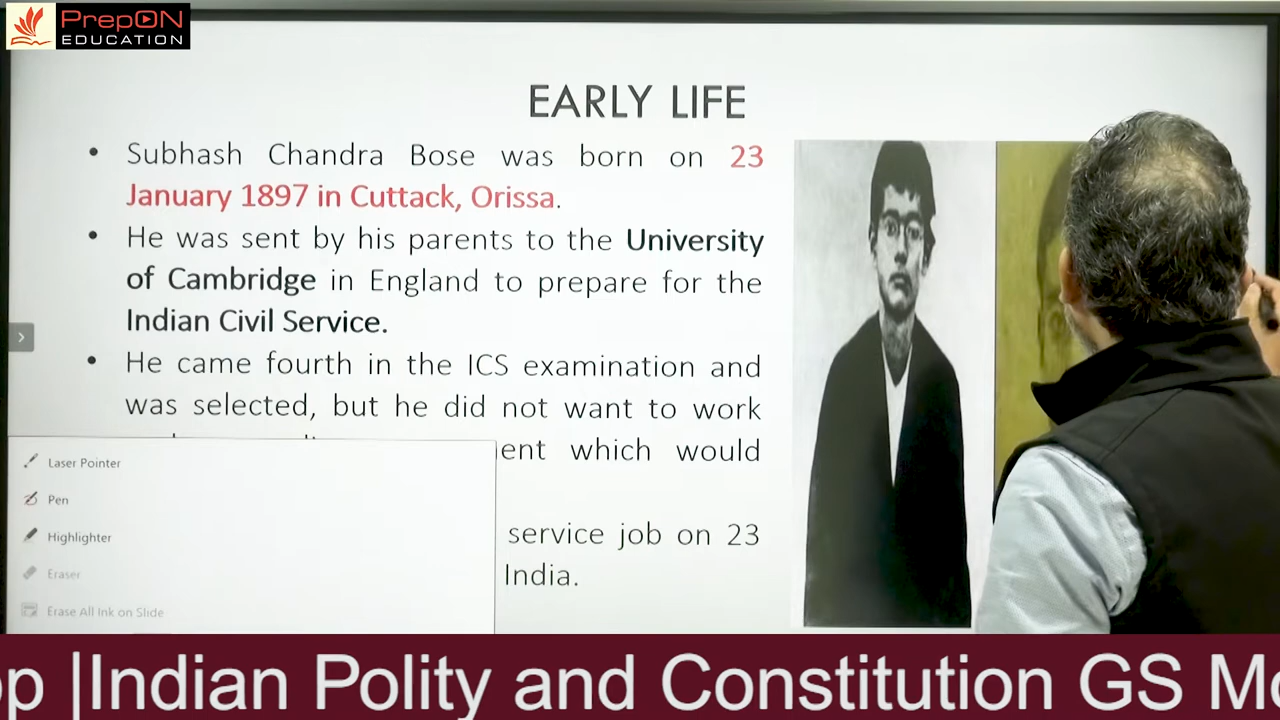 PrepON
EDUCATION
EARLY LIFE
• Subhash Chandra Bose was born on 23
January 1897 in Cuttack, Orissa.
• He was sent by his parents to the University
of Cambridge in England to prepare for the
Indian Civil Service.
• He came fourth in the ICS examination and
was selected, but he did not want to work
ent which would
service job on 23
India.
Laser Pointer
Pen
Highlighter
Eraser
Erase All Ink on Slide
op |Indian Polity and Constitution GS Mo